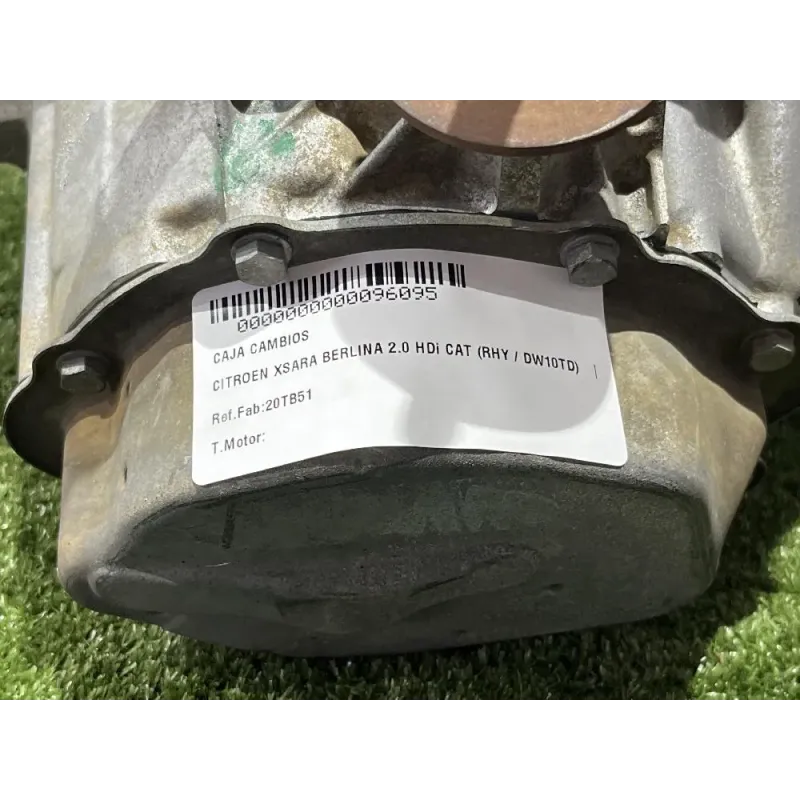 0000000000096095
CAJA CAMBIOS
CITROEN XSARA BERLINA 2.0 HDi CAT (RHY / DW10TD) |
Ref.Fab:20TB51
T.Motor: